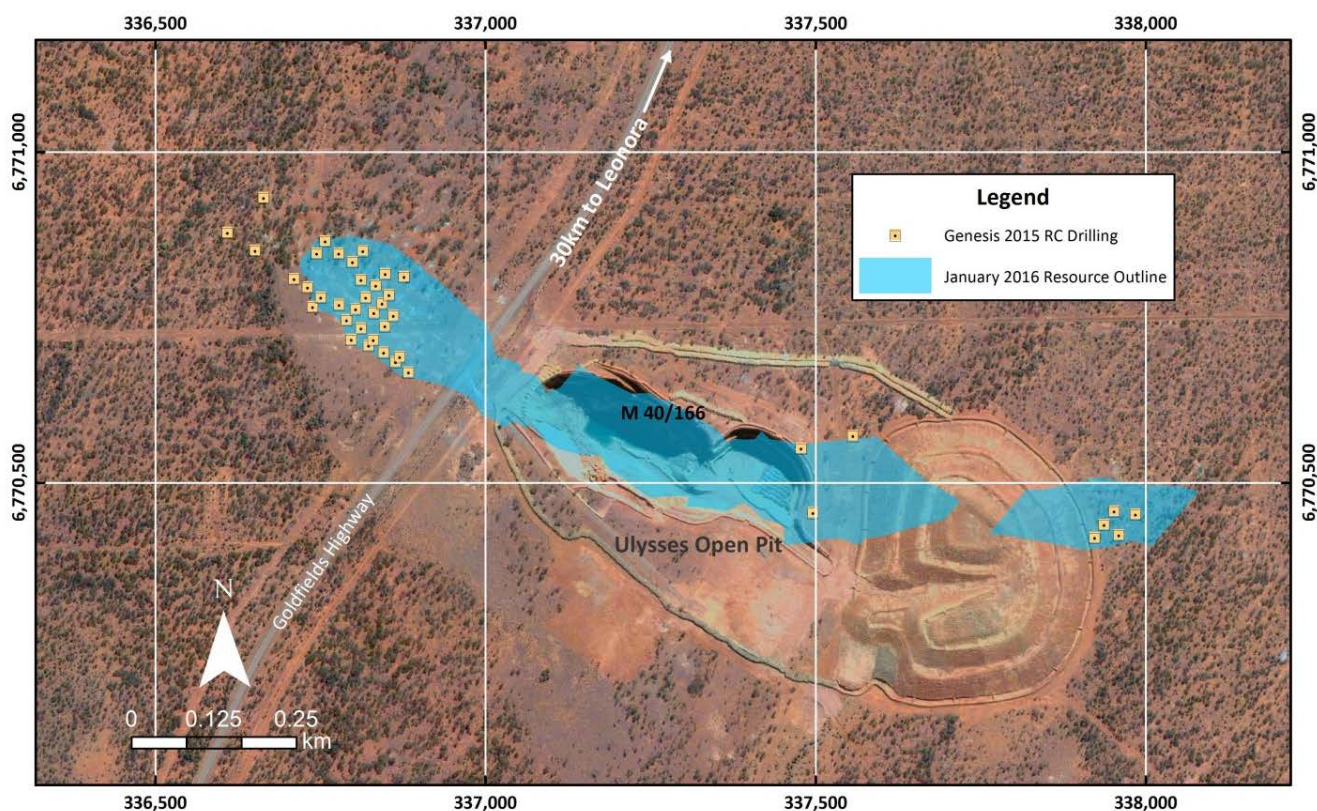 336,500
337,000
337,500
338,000
6,771,000
6,771,000
30km to Leonora
Legend
Genesis 2015 RC Drilling
January 2016 Resource Outline
M 40/166
6,770,500
6,770,500
Ulysses Open Pit
Goldfields Highway
N
0 0.125 0.25
km
336,500
337,000
337,500
338,000